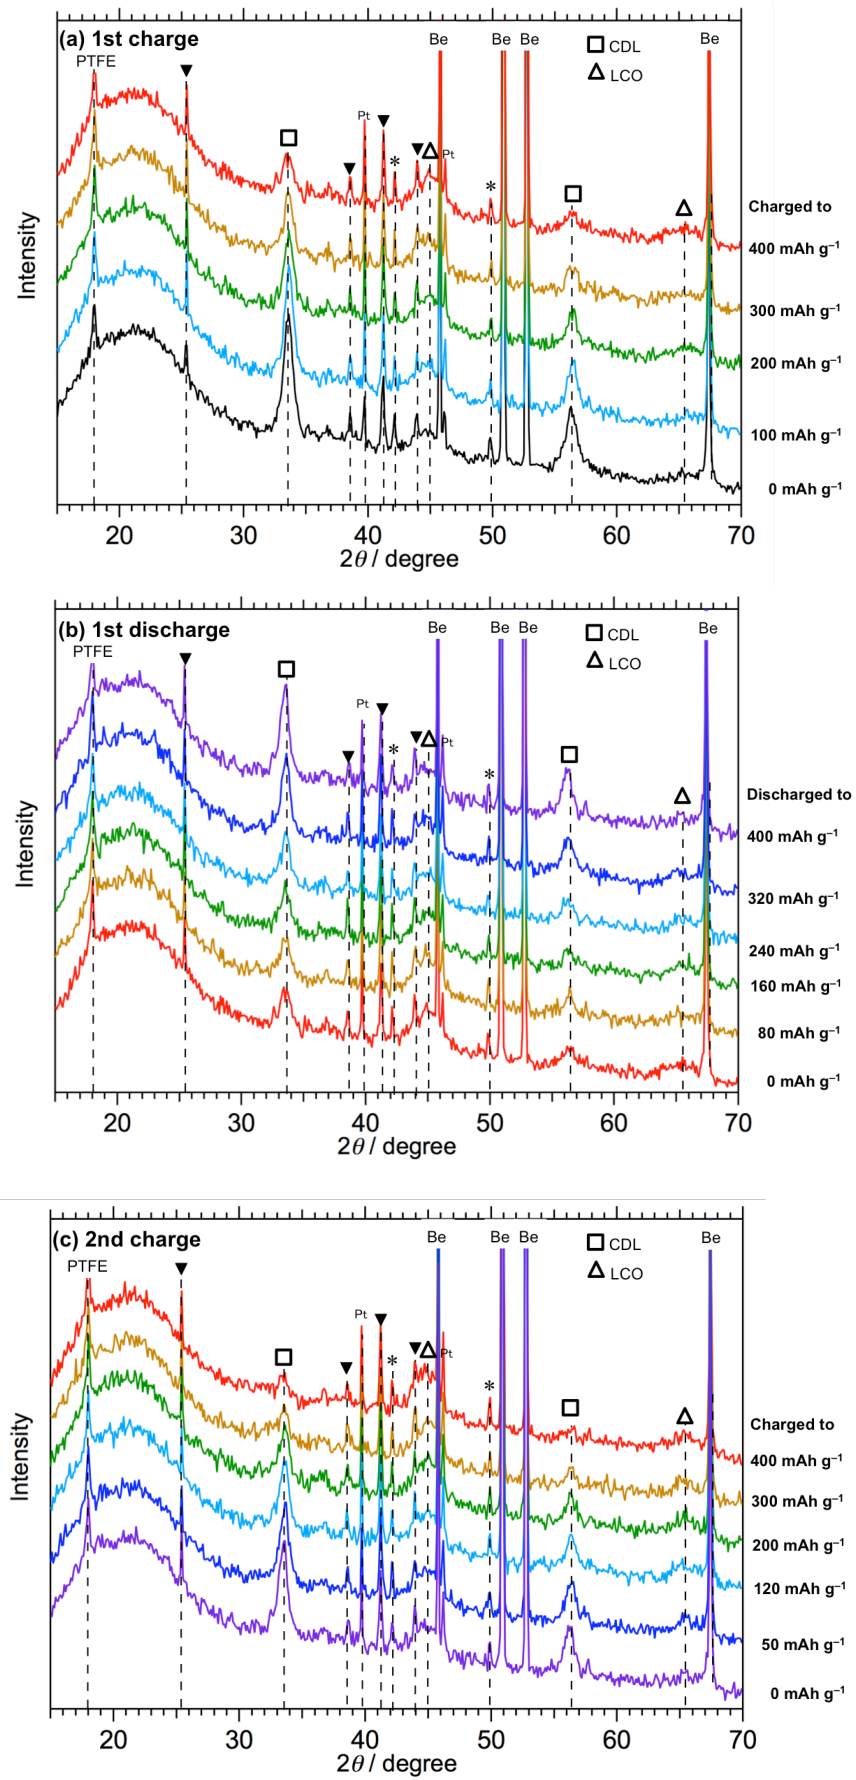 (a) 1st charge
Be
Be Be
Be
CDL
LCO
PTFE
Pt
*
Pt
*
Charged to
400 mAh g⁻¹
300 mAh g⁻¹
200 mAh g⁻¹
100 mAh g⁻¹
0 mAh g⁻¹
Intensity
20 30 40 50 60 70
2θ / degree
(b) 1st discharge
Be
Be Be
Be
CDL
LCO
PTFE
Pt
*
Pt
*
Discharged to
400 mAh g⁻¹
320 mAh g⁻¹
240 mAh g⁻¹
160 mAh g⁻¹
80 mAh g⁻¹
0 mAh g⁻¹
Intensity
20 30 40 50 60 70
2θ / degree
(c) 2nd charge
Be
Be Be
CDL
LCO
PTFE
Pt
*
Pt
*
Charged to
400 mAh g⁻¹
300 mAh g⁻¹
200 mAh g⁻¹
120 mAh g⁻¹
50 mAh g⁻¹
0 mAh g⁻¹
Intensity
20 30 40 50 60 70
2θ / degree